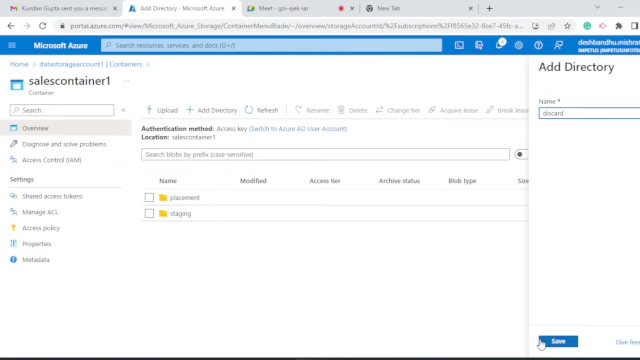 Kundan Gupta sent you a messa
Add Directory - Microsoft Azure
Meet - goi-ajek-iar
New Tab
portal.azure.com/#view/Microsoft_Azure_Storage/ContainerMenuBlade/~/overview/storageAccountId/%2Fsubscriptions%2Ff8565e32-2f6c-45fc-a
Microsoft Azure
Search resources, services, and docs (G+/)
deshbandhu.mishra
IMPETUS (IMPETUSINFOTE
Home > datastorageaccount1 | Containers >
salescontainer1
Container
Search
Overview
Diagnose and solve problems
Access Control (IAM)
Settings
Shared access tokens
Manage ACL
Access policy
Properties
Metadata
Upload
Add Directory
Refresh
Rename
Delete
Change tier
Acquire lease
Break lease
Authentication method: Access key (Switch to Azure AD User Account)
Location: salescontainer1
Search blobs by prefix (case-sensitive)
Name
Modified
Access tier
Archive status
Blob type
Size
placement
staging
Add Directory
Name *
discard
Save
Give fee